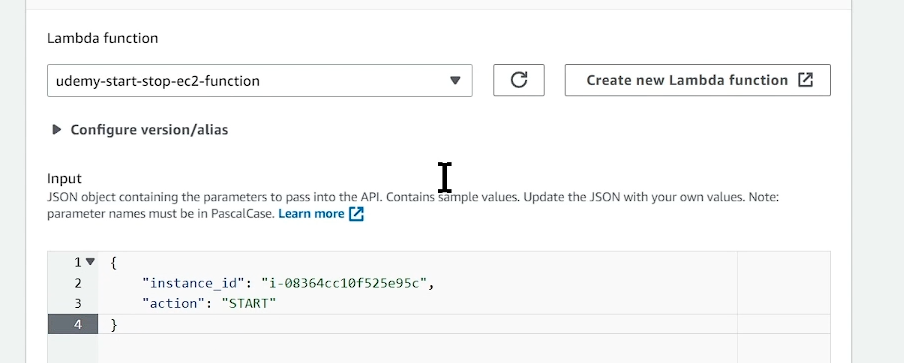 Lambda function
udemy-start-stop-ec2-function
Create new Lambda function
Configure version/alias
Input
JSON object containing the parameters to pass into the API. Contains sample values. Update the JSON with your own values. Note:
parameter names must be in PascalCase. Learn more
1 {
2 "instance_id": "i-08364cc10f525e95c",
3 "action": "START"
4 }